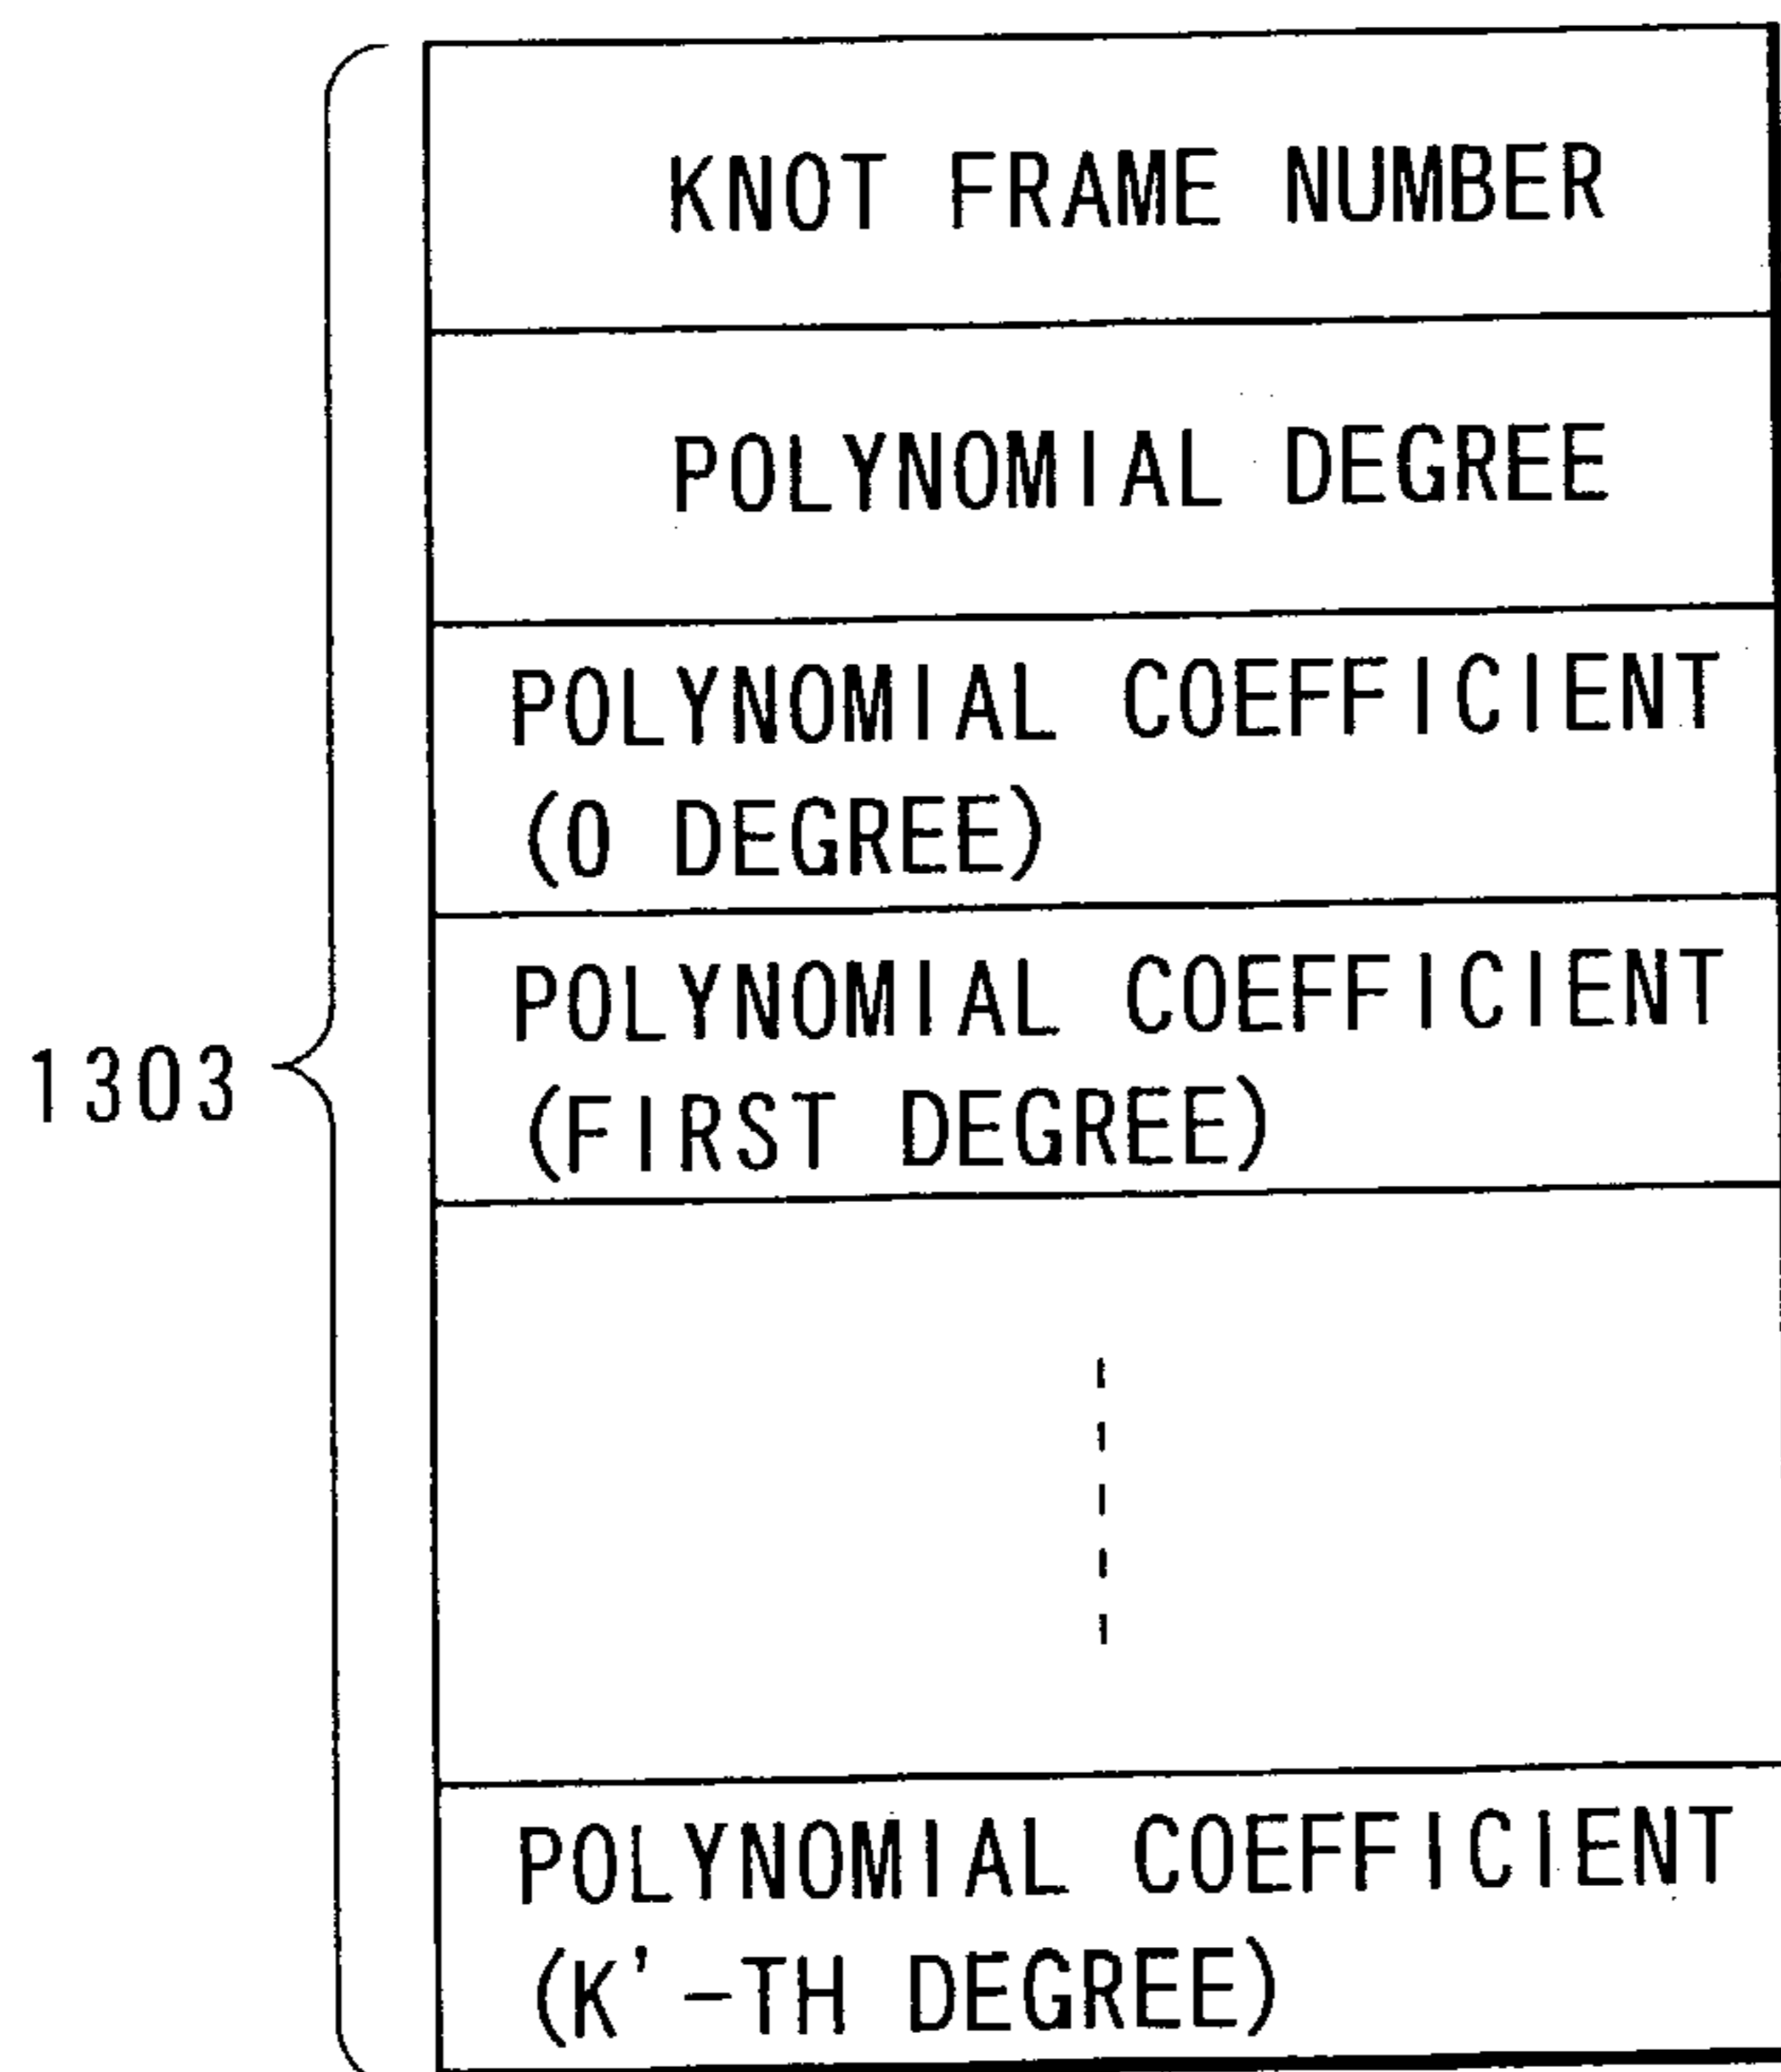 KNOT FRAME NUMBER
POLYNOMIAL DEGREE
POLYNOMIAL COEFFICIENT
(0 DEGREE)
POLYNOMIAL COEFFICIENT
(FIRST DEGREE)
1303
POLYNOMIAL COEFFICIENT
(K'-TH DEGREE)